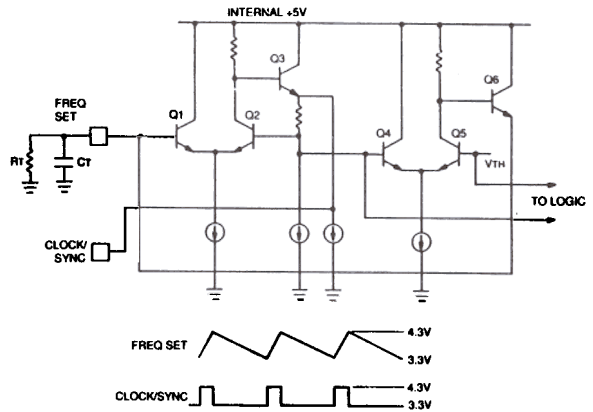 INTERNAL +5V
Q3
Q6
FREQ
SET
Q1
Q2
Q4
Q5
RT
CT
VTH
TO LOGIC
CLOCK/
SYNC
FREQ SET
4.3V
3.3V
CLOCK/SYNC
4.3V
3.3V